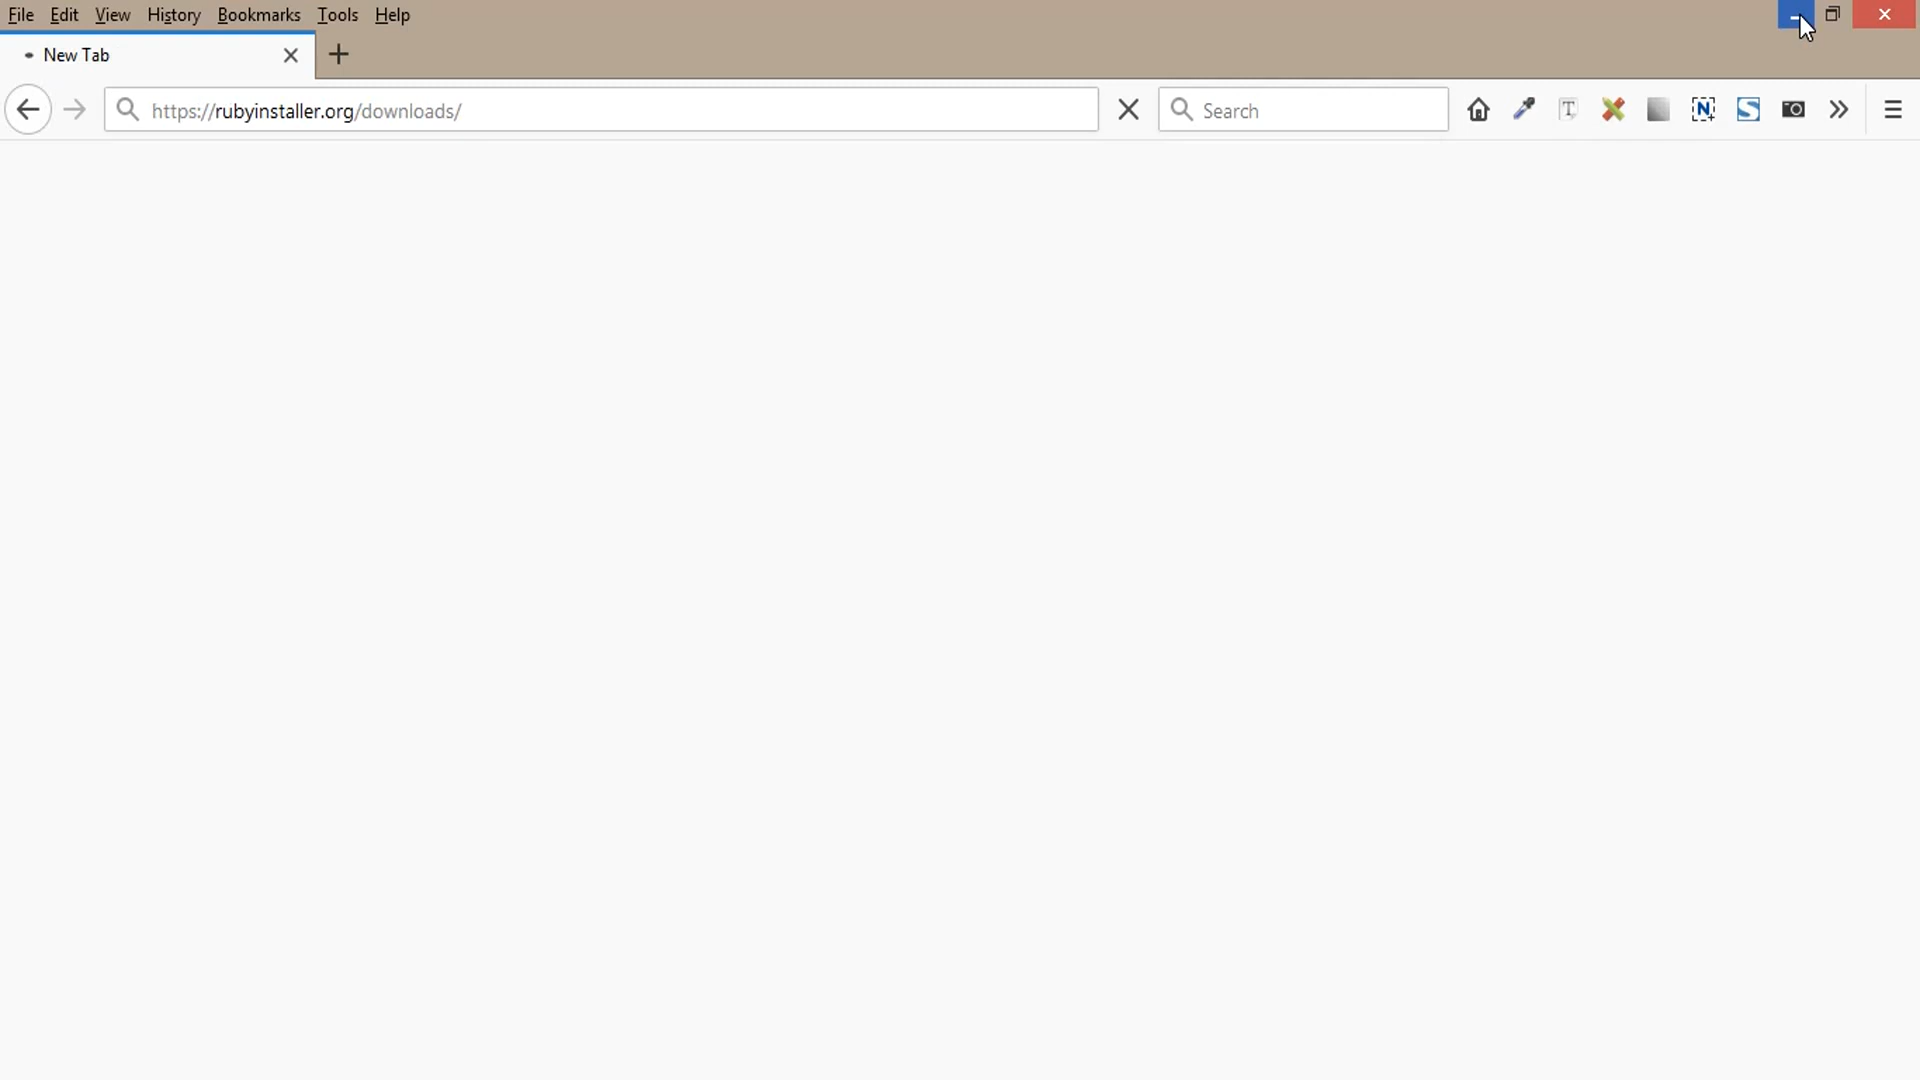 File Edit View History Bookmarks Tools Help
New Tab
https://rubyinstaller.org/downloads/ Search T N S